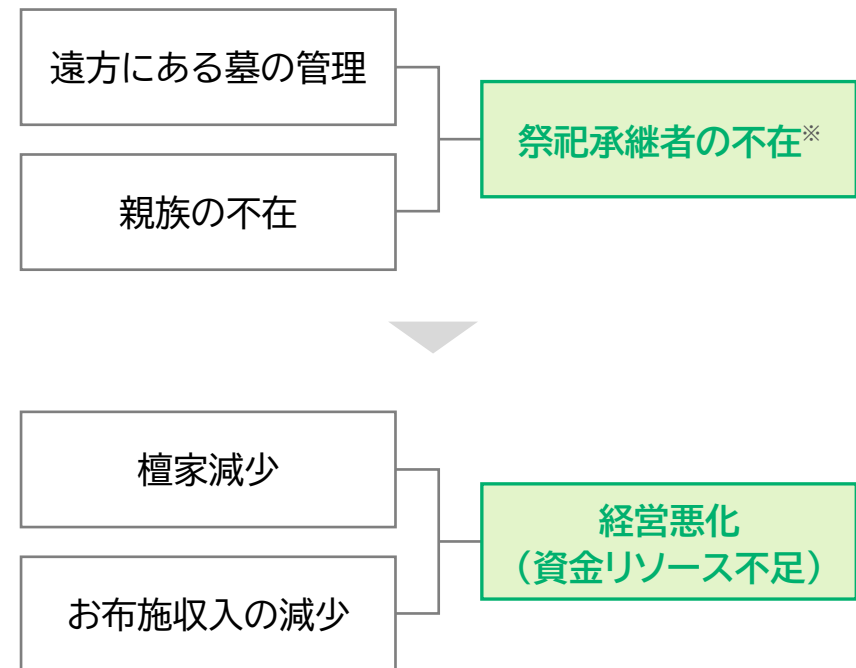 遠方にある墓の管理
祭祀承継者の不在※
親族の不在
檀家減少
経営悪化
（資金リソース不足）
お布施収入の減少